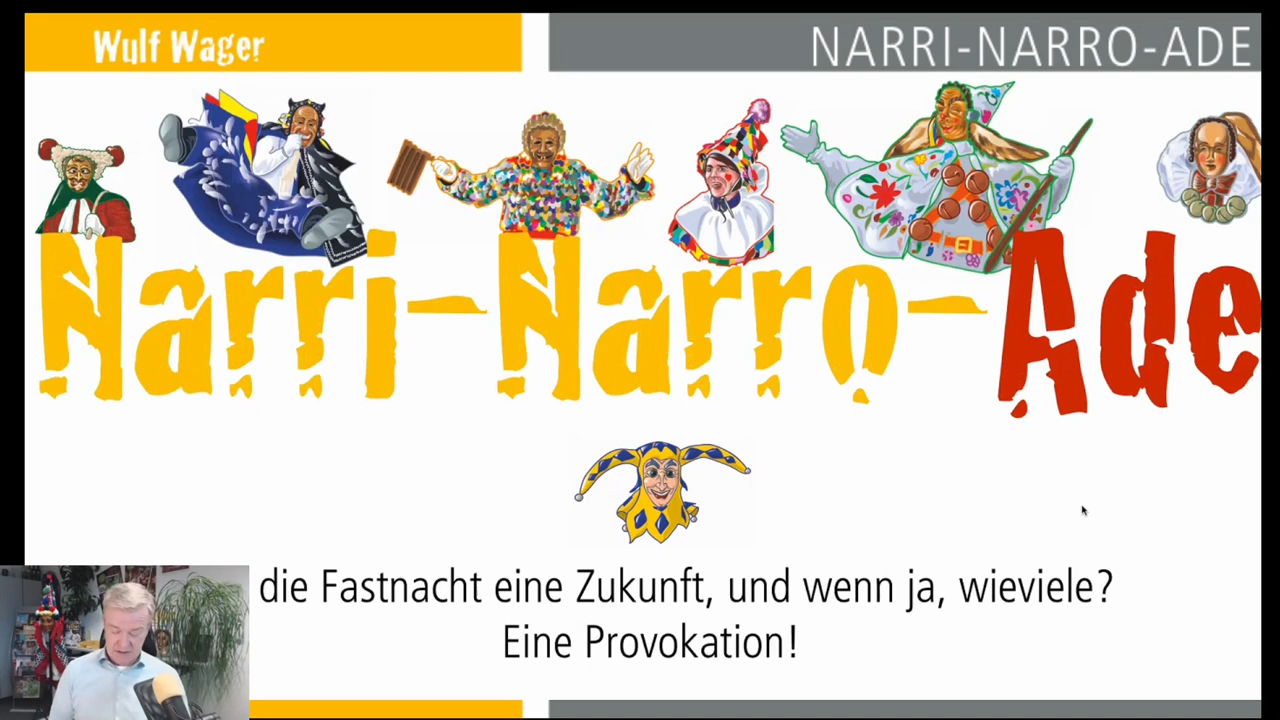 Wulf Wager
NARRI-NARRO-ADE
Narri-Narro-Ade
die Fastnacht eine Zukunft, und wenn ja, wieviele?
Eine Provokation!